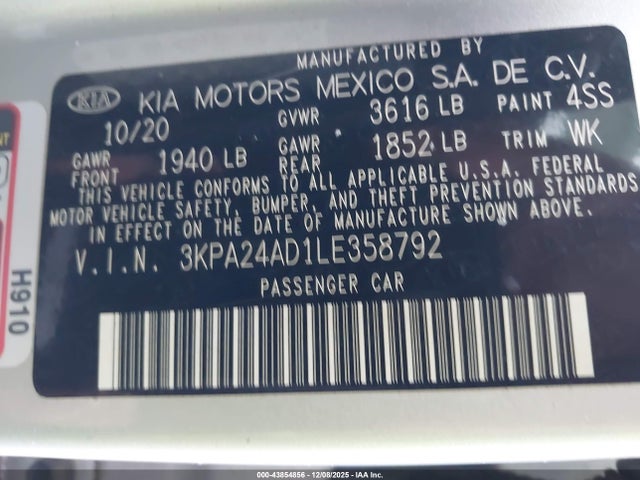 MANUFACTURED BY
KIA KIA MOTORS MEXICO S.A. DE C.V.
10/20 GVWR 3616 LB PAINT 4SS
GAWR FRONT 1940 LB GAWR REAR 1852 LB TRIM WK
THIS VEHICLE CONFORMS TO ALL APPLICABLE U.S.A. FEDERAL
MOTOR VEHICLE SAFETY, BUMPER, AND THEFT PREVENTION STANDARDS
IN EFFECT ON THE DATE OF MANUFACTURE SHOWN ABOVE.
V.I.N. 3KPA24AD1LE358792
PASSENGER CAR
H910
000-43854856 | 12/08/2025 | IAA Inc.